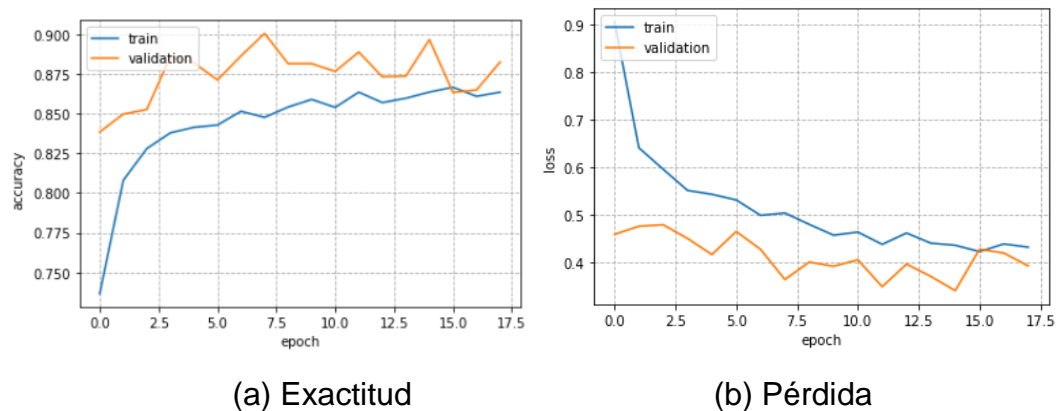 train
validation
0.900
0.875
0.850
0.825
0.800
0.775
0.750
accuracy
0.0
2.5
5.0
7.5
10.0
12.5
15.0
17.5
epoch
(a) Exactitud
train
validation
0.9
0.8
0.7
0.6
0.5
0.4
loss
0.0
2.5
5.0
7.5
10.0
12.5
15.0
17.5
epoch
(b) Pérdida